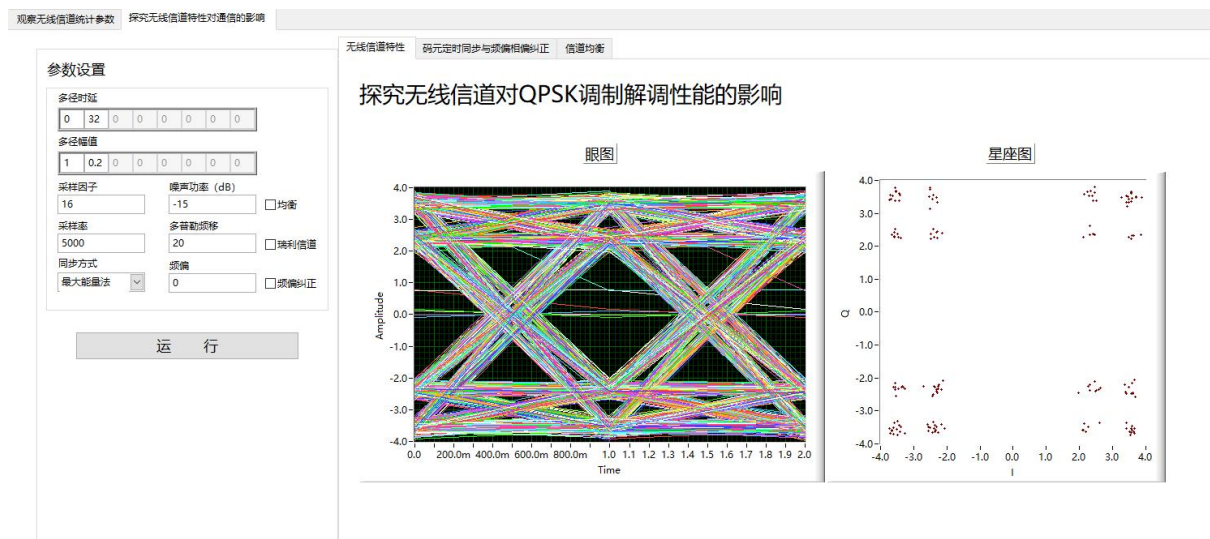 观察无线信道统计参数 探究无线信道特性对通信的影响
无线信道特性 码元定时同步与频偏相偏纠正 信道均衡
参数设置
多径时延
0 32 0 0 0 0 0 0
多径幅值
1 0.2 0 0 0 0 0 0
采样因子 噪声功率（dB）
16 -15 均衡
采样率 多普勒频移
5000 20 瑞利信道
同步方式 频偏
最大能量法 0 频偏纠正
运 行
探究无线信道对QPSK调制解调性能的影响
眼图
4.0
3.0
2.0
1.0
0.0
-1.0
-2.0
-3.0
-4.0
Amplitude
0.0 200.0m 400.0m 600.0m 800.0m 1.0 1.1 1.2 1.3 1.4 1.5 1.6 1.7 1.8 1.9 2.0
Time
星座图
4.0
3.0
2.0
1.0
0.0
-1.0
-2.0
-3.0
-4.0
Q
-4.0 -3.0 -2.0 -1.0 0.0 1.0 2.0 3.0 4.0
I